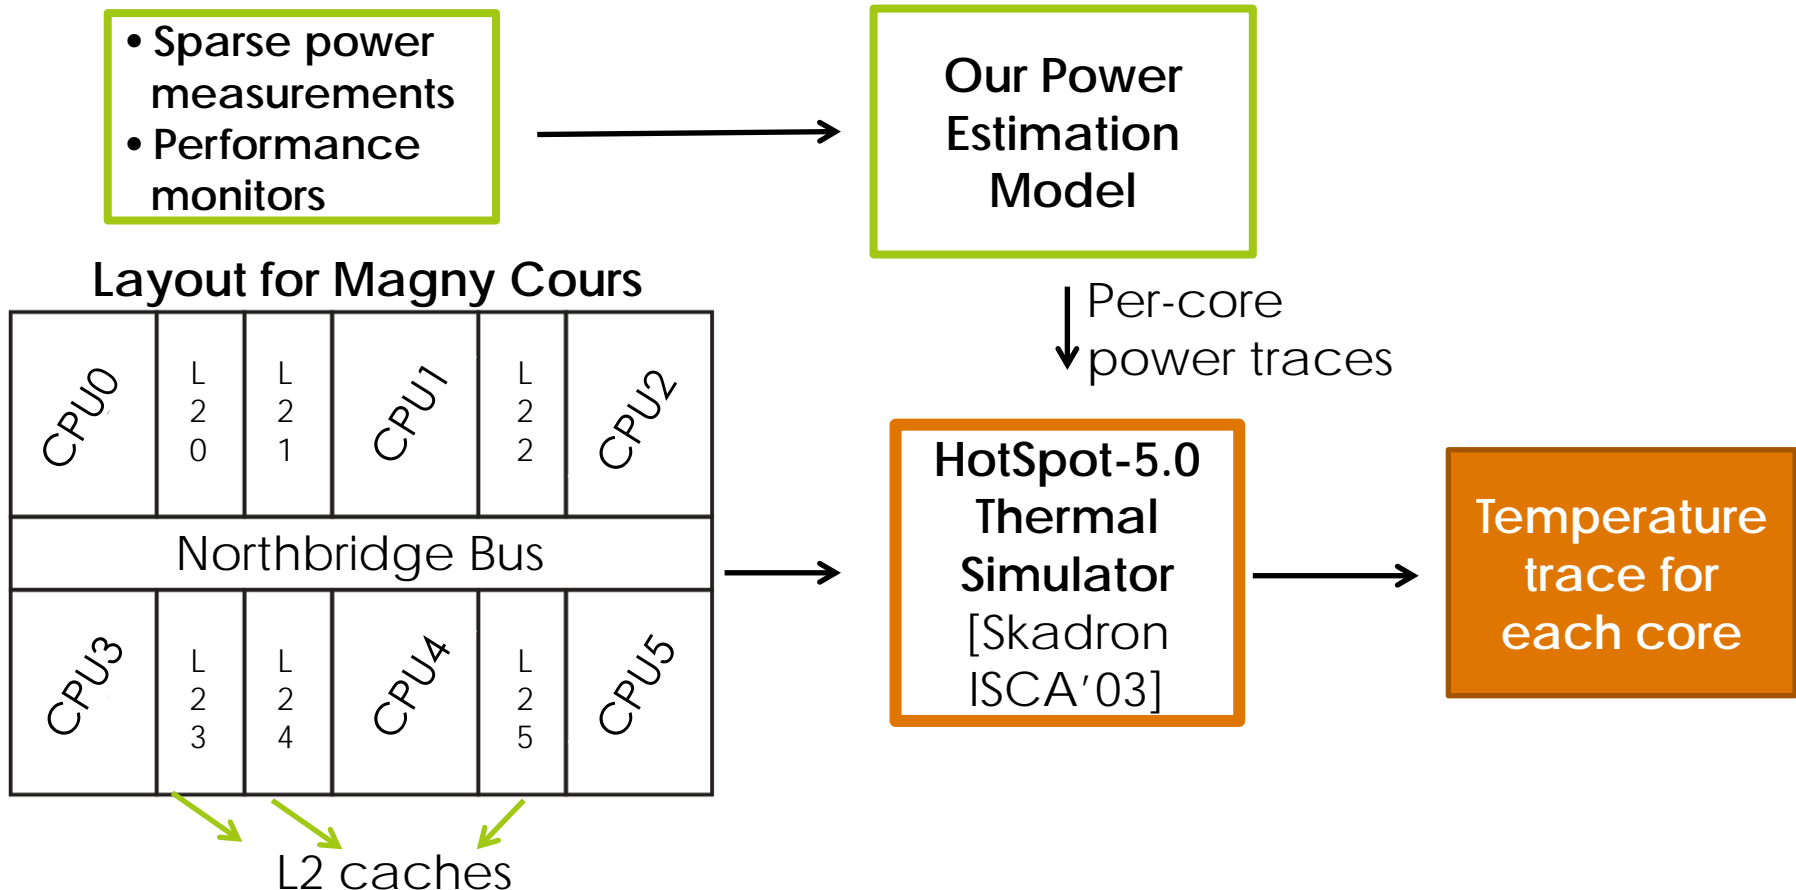 • Sparse power
measurements
• Performance
monitors
Our Power
Estimation
Model
Layout for Magny Cours
Per-core
power traces
CPU0
L
2
0
L
2
1
CPU1
L
2
2
CPU2
Northbridge Bus
CPU3
L
2
3
L
2
4
CPU4
L
2
5
CPU5
L2 caches
HotSpot-5.0
Thermal
Simulator
[Skadron
ISCA'03]
Temperature
trace for
each core